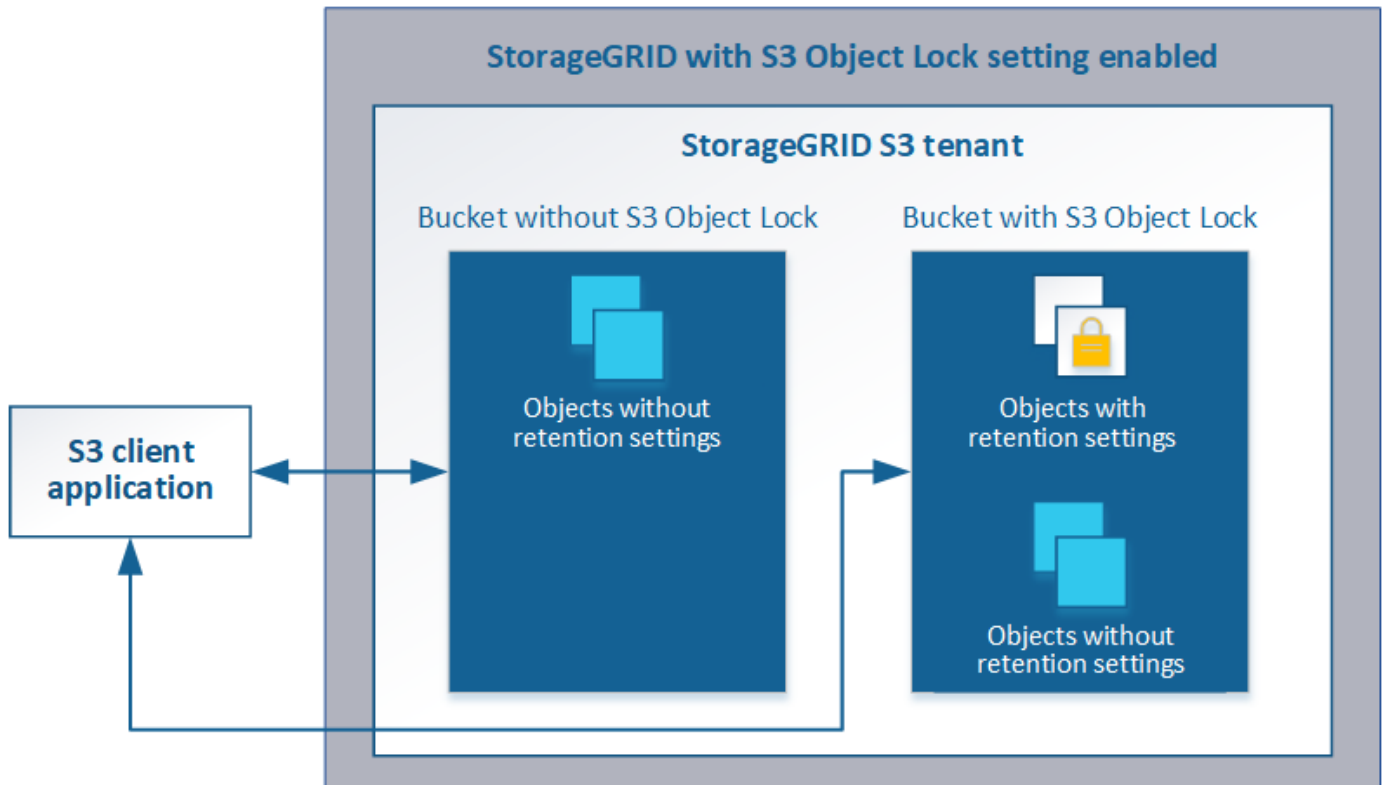 StorageGRID with S3 Object Lock setting enabled
StorageGRID S3 tenant
Bucket without S3 Object Lock
Bucket with S3 Object Lock
Objects without
retention settings
Objects with
retention settings
S3 client
application
Objects without
retention settings